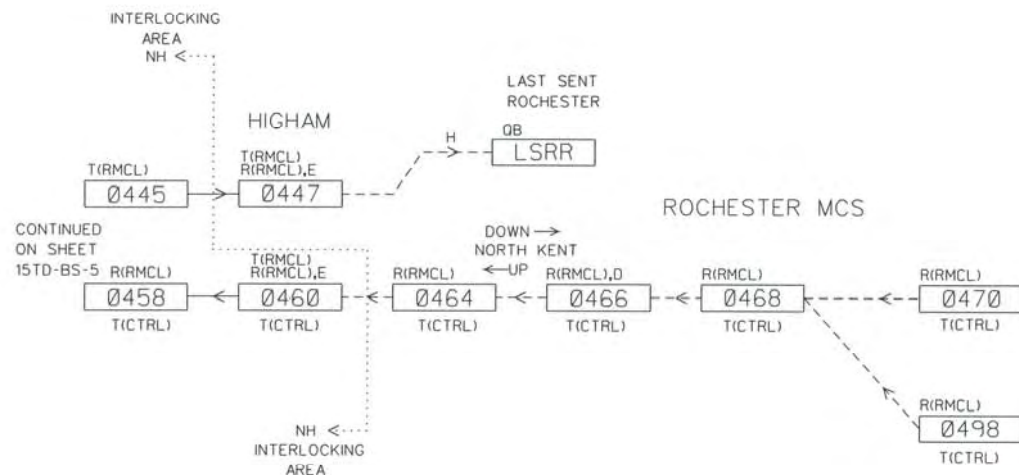 INTERLOCKING
AREA
NH
HIGHAM
H
LAST SENT
ROCHESTER
QB
LSRR
T(RMCL)
0445
T(RMCL)
R(RMCL),E
0447
ROCHESTER MCS
CONTINUED
ON SHEET
15TD-BS-5
DOWN
NORTH KENT
UP
R(RMCL)
0458
T(CTRL)
T(RMCL)
R(RMCL),E
0460
T(CTRL)
R(RMCL)
0464
T(CTRL)
R(RMCL),D
0466
T(CTRL)
R(RMCL)
0468
T(CTRL)
R(RMCL)
0470
T(CTRL)
R(RMCL)
0498
T(CTRL)
NH
INTERLOCKING
AREA